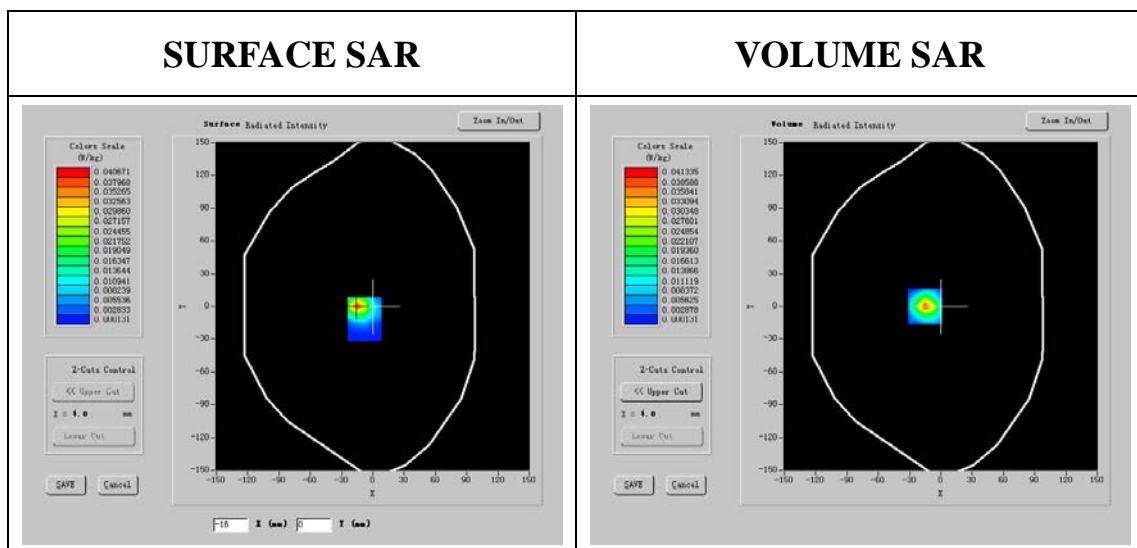 SURFACE SAR
VOLUME SAR
Surface Radiated Intensity
Zoom In/Out
Colors Scale
(W/kg)
0.040671
0.037968
0.035265
0.032563
0.029860
0.027157
0.024455
0.021752
0.019049
0.016347
0.013644
0.010941
0.008239
0.005536
0.002833
0.000131
150
120
90
60
30
0
-30
-60
-90
-120
-150
Y
-150 -120 -90 -60 -30 0 30 60 90 120 150
X
Z-Cuts Control
<< Upper Cut
Z = 4.0 mm
Lower Cut
SAVE
Cancel
-16 X (mm) 0 Y (mm)
Volume Radiated Intensity
Zoom In/Out
Colors Scale
(W/kg)
0.041335
0.038588
0.035841
0.033094
0.030348
0.027601
0.024854
0.022107
0.019360
0.016613
0.013866
0.011119
0.008372
0.005625
0.002878
0.000131
150
120
90
60
30
0
-30
-60
-90
-120
-150
Y
-150 -120 -90 -60 -30 0 30 60 90 120 150
X
Z-Cuts Control
<< Upper Cut
Z = 4.0 mm
Lower Cut
SAVE
Cancel